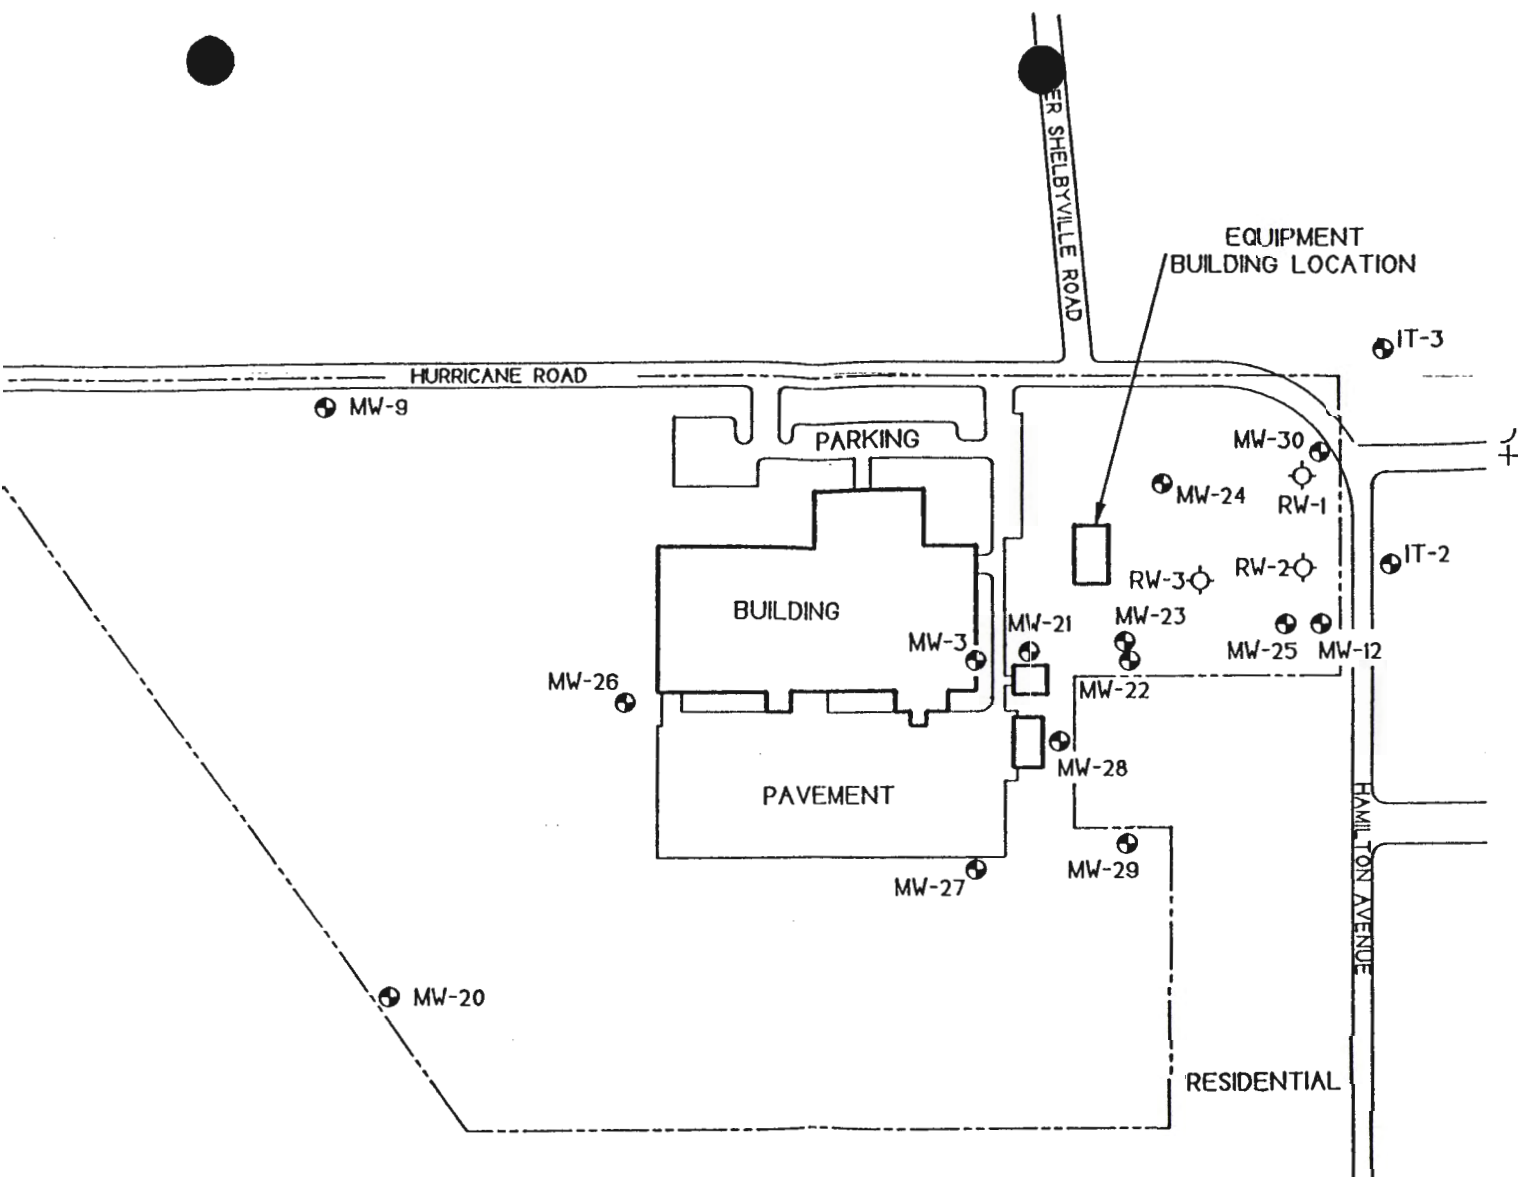 ER SHELBYVILLE ROAD
EQUIPMENT
BUILDING LOCATION
IT-3
HURRICANE ROAD
MW-9
PARKING
MW-30
MW-24
RW-1
IT-2
RW-2
RW-3
BUILDING
MW-23
MW-21
MW-3
MW-25
MW-12
MW-26
MW-22
MW-28
PAVEMENT
HAMILTON AVENUE
MW-29
MW-27
MW-20
RESIDENTIAL